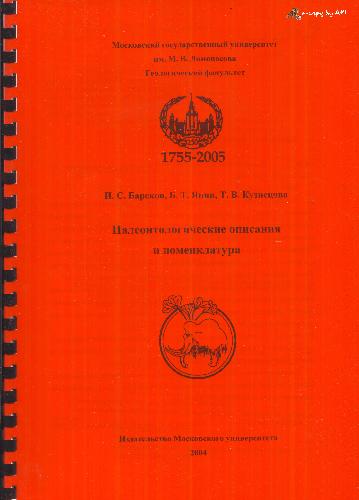 Московский государственный университет
им. М. В. Ломоносова
Геологический факультет
1755-2005
И. С. Барсков, Б. Т. Янин, Т. В. Кузнецова
Палеонтологические описания
и номенклатура
Издательство Московского университета
2004